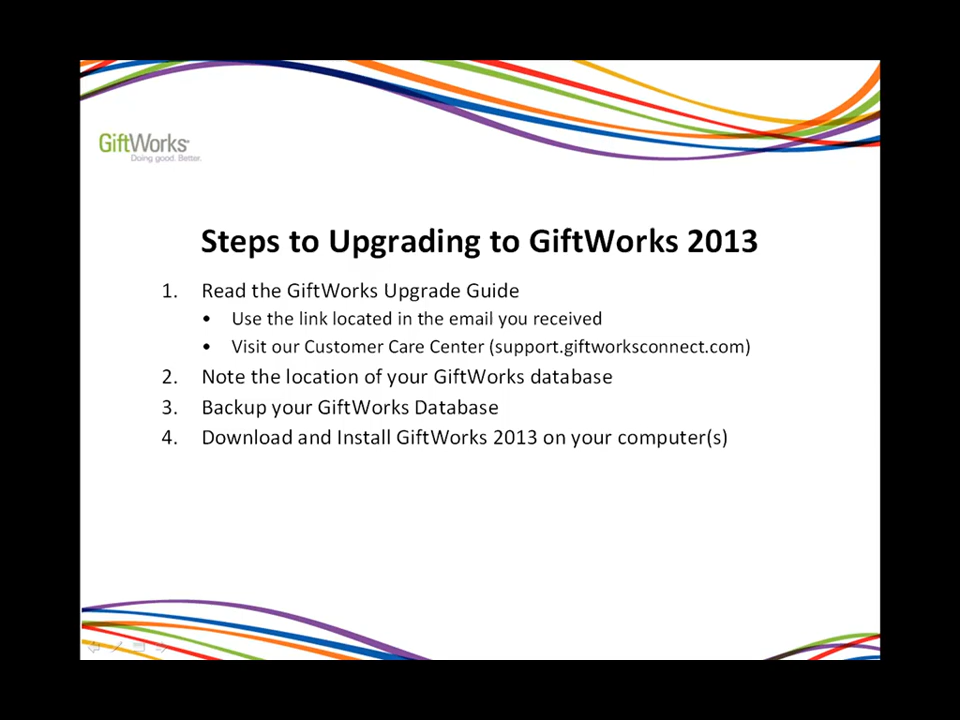 GiftWorks
Doing good. Better.
Steps to Upgrading to GiftWorks 2013
1. Read the GiftWorks Upgrade Guide
• Use the link located in the email you received
• Visit our Customer Care Center (support.giftworksconnect.com)
2. Note the location of your GiftWorks database
3. Backup your GiftWorks Database
4. Download and Install GiftWorks 2013 on your computer(s)